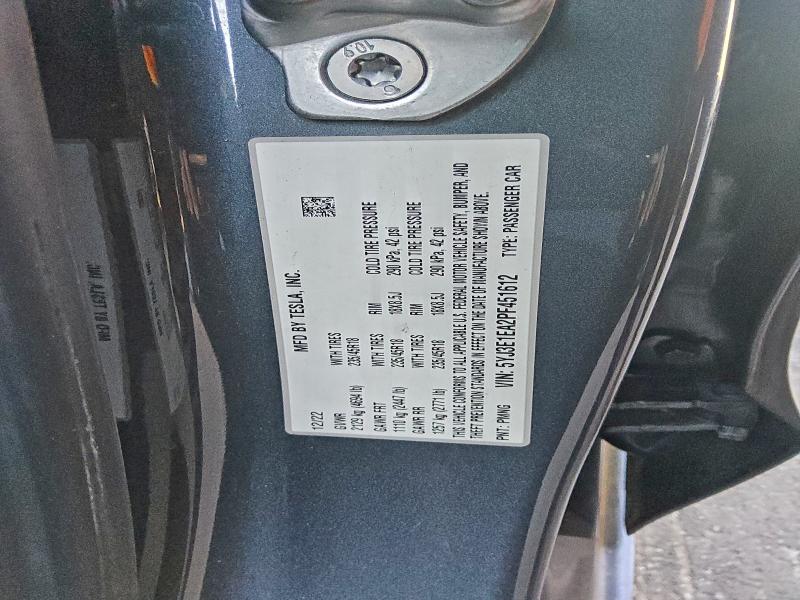 10.9
MFD BY TESLA, INC.
12/22
GVWR WITH TIRES
2129 kg (4694 lb) 235/45R18
GAWR FRT WITH TIRES RIM COLD TIRE PRESSURE
1110 kg (2447 lb) 235/45R18 18X8.5J 290 kPa, 42 psi
GAWR RR WITH TIRES RIM COLD TIRE PRESSURE
1257 kg (2771 lb) 235/45R18 18X8.5J 290 kPa, 42 psi
THIS VEHICLE CONFORMS TO ALL APPLICABLE U.S. FEDERAL MOTOR VEHICLE SAFETY, BUMPER, AND
THEFT PREVENTION STANDARDS IN EFFECT ON THE DATE OF MANUFACTURE SHOWN ABOVE.
PNT: PMNG VIN: 5YJ3E1EA2PF451612 TYPE: PASSENGER CAR